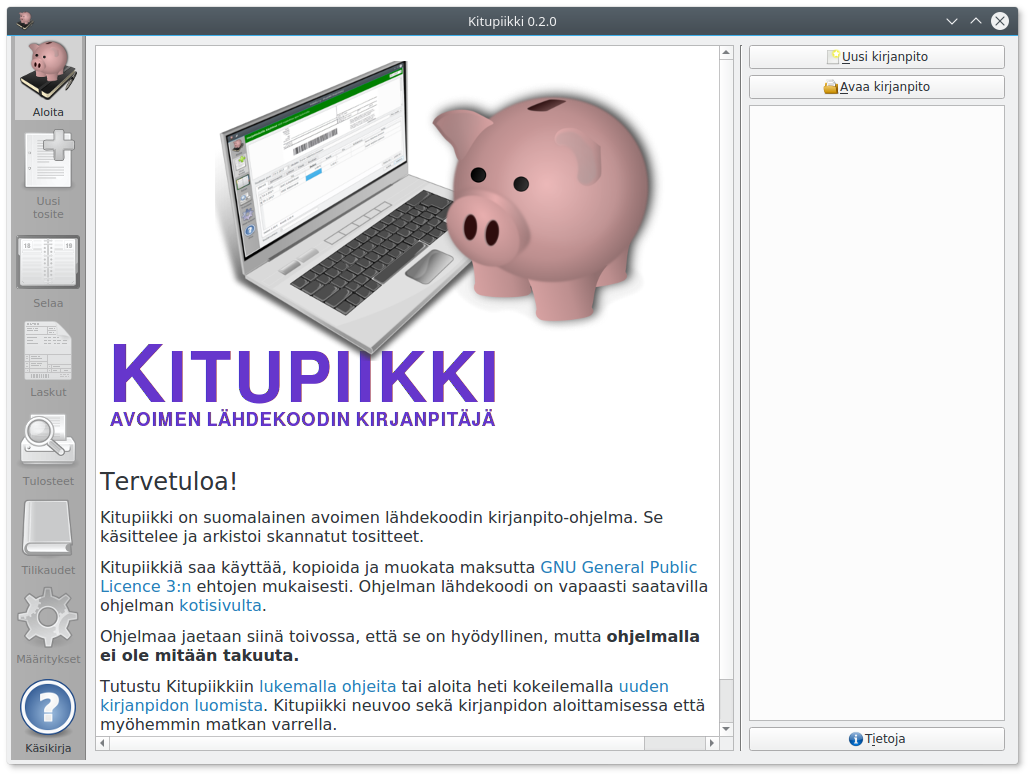 Kitupiikki 0.2.0
Aloita
Uusi
tosite
18 19
Selaa
Laskut
Tulosteet
Tilikaudet
Määritykset
Käsikirja
KITUPIIKKI
AVOIMEN LÄHDEKOODIN KIRJANPITÄJÄ
Tervetuloa!
Kitupiikki on suomalainen avoimen lähdekoodin kirjanpito-ohjelma. Se
käsittelee ja arkistoi skannatut tositteet.
Kitupiikkiä saa käyttää, kopioida ja muokata maksutta GNU General Public
Licence 3:n ehtojen mukaisesti. Ohjelman lähdekoodi on vapaasti saatavilla
ohjelman kotisivulta.
Ohjelmaa jaetaan siinä toivossa, että se on hyödyllinen, mutta ohjelmalla
ei ole mitään takuuta.
Tutustu Kitupiikkiin lukemalla ohjeita tai aloita heti kokeilemalla uuden
kirjanpidon luomista. Kitupiikki neuvoo sekä kirjanpidon aloittamisessa että
myöhemmin matkan varrella.
Uusi kirjanpito
Avaa kirjanpito
Tietoja